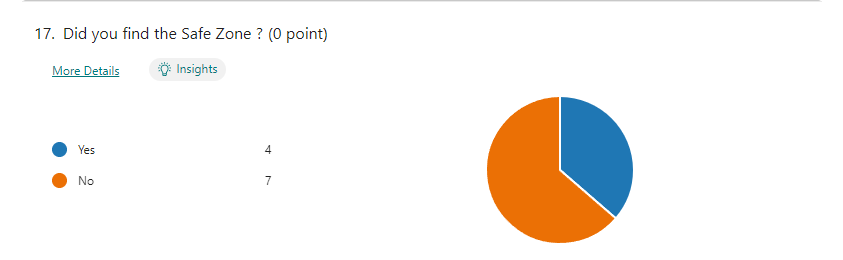 17. Did you find the Safe Zone ? (0 point)
More Details
Insights
Yes 4
No 7